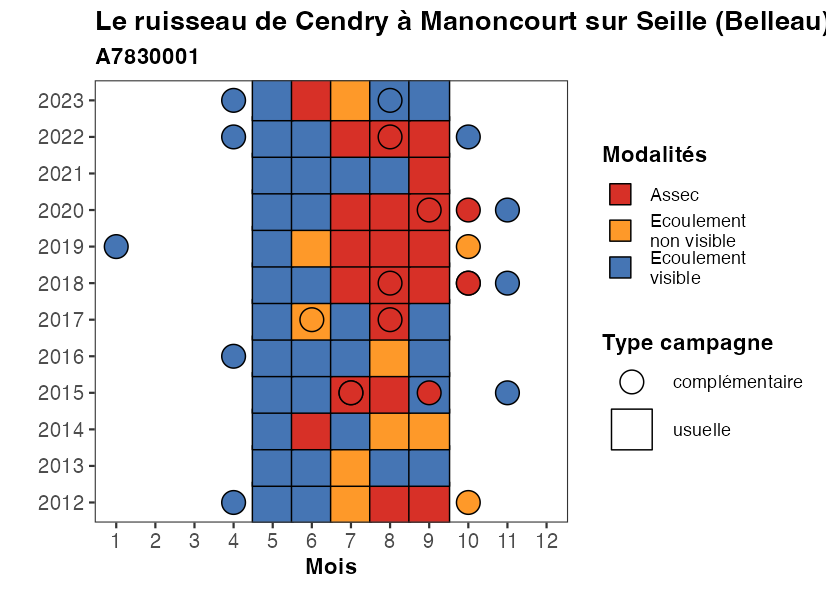 Le ruisseau de Cendry à Manoncourt sur Seille (Belleau)
A7830001
2023
2022
2021
2020
2019
2018
2017
2016
2015
2014
2013
2012
1 2 3 4 5 6 7 8 9 10 11 12
Mois
Modalités
Assec
Ecoulement
non visible
Ecoulement
visible
Type campagne
complémentaire
usuelle